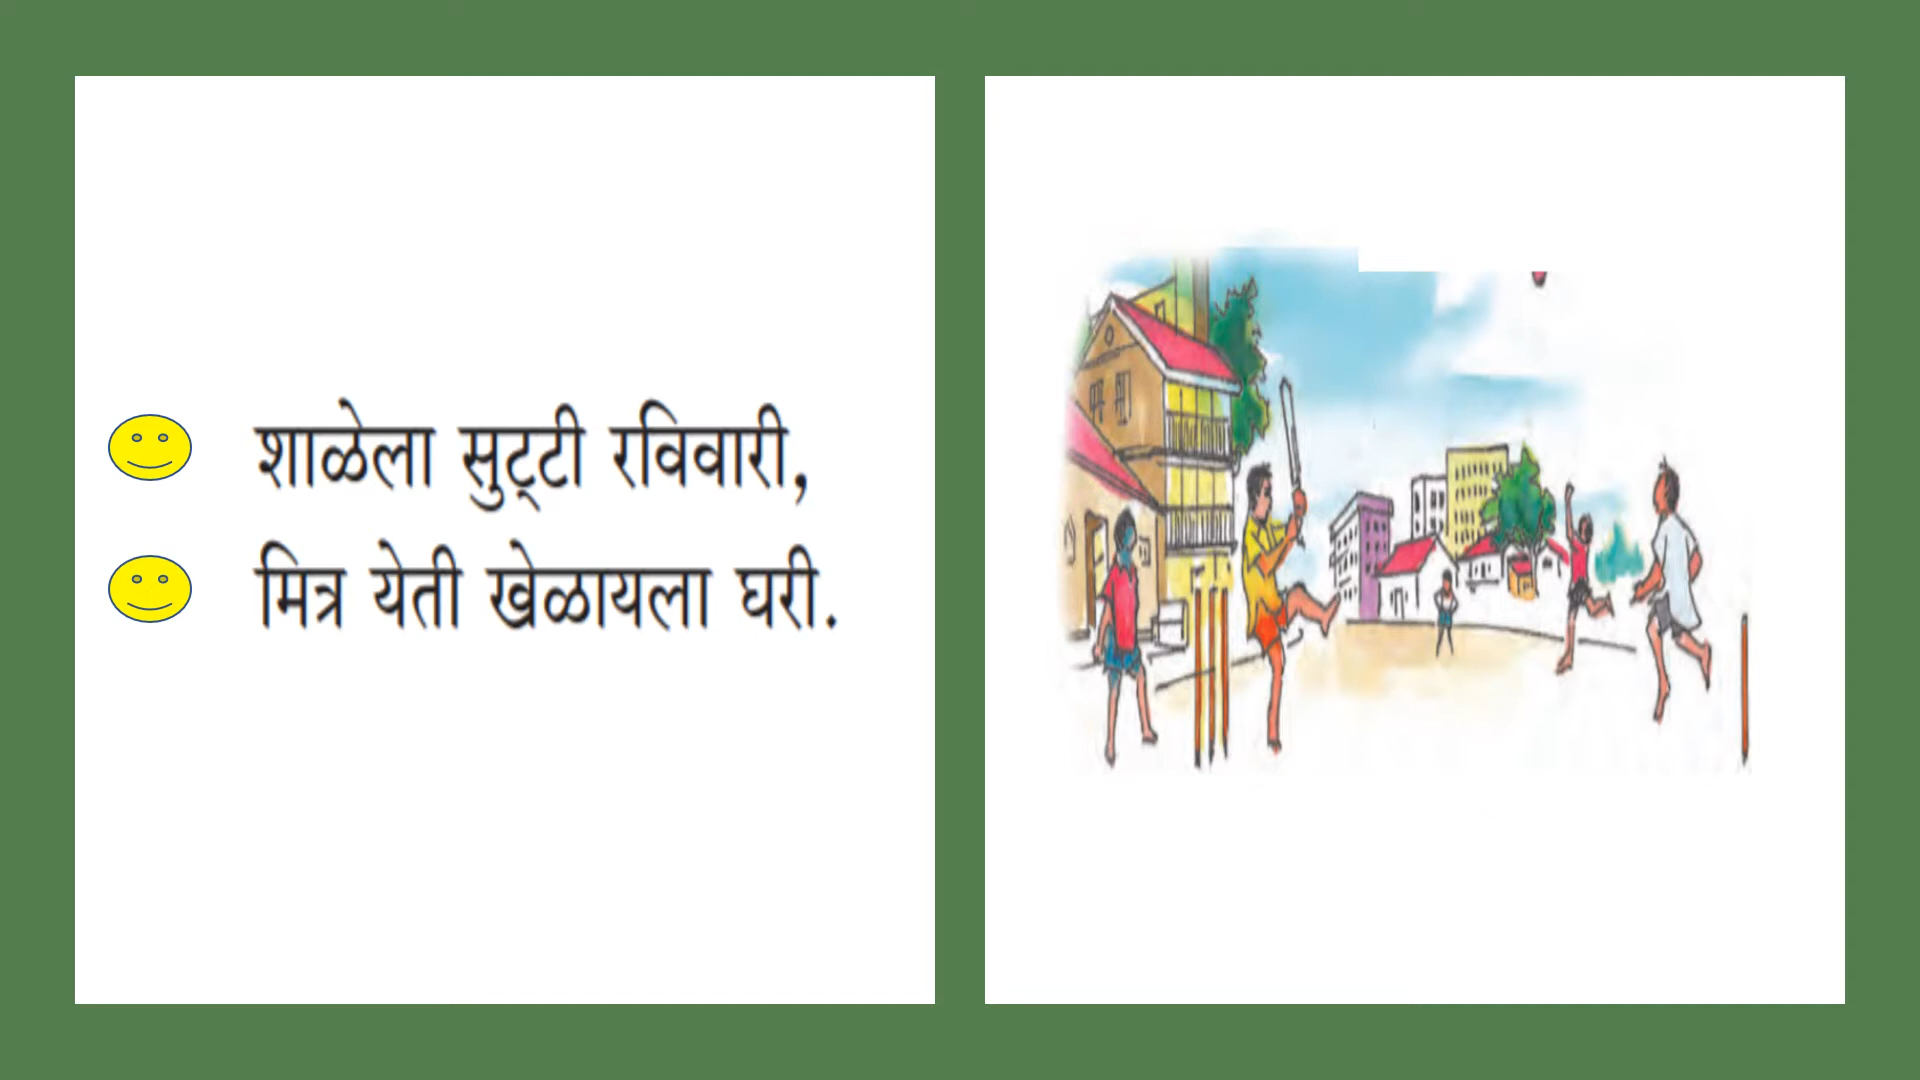 शाळेला सुट्‌टी रविवारी,
मित्र येती खेळायला घरी.